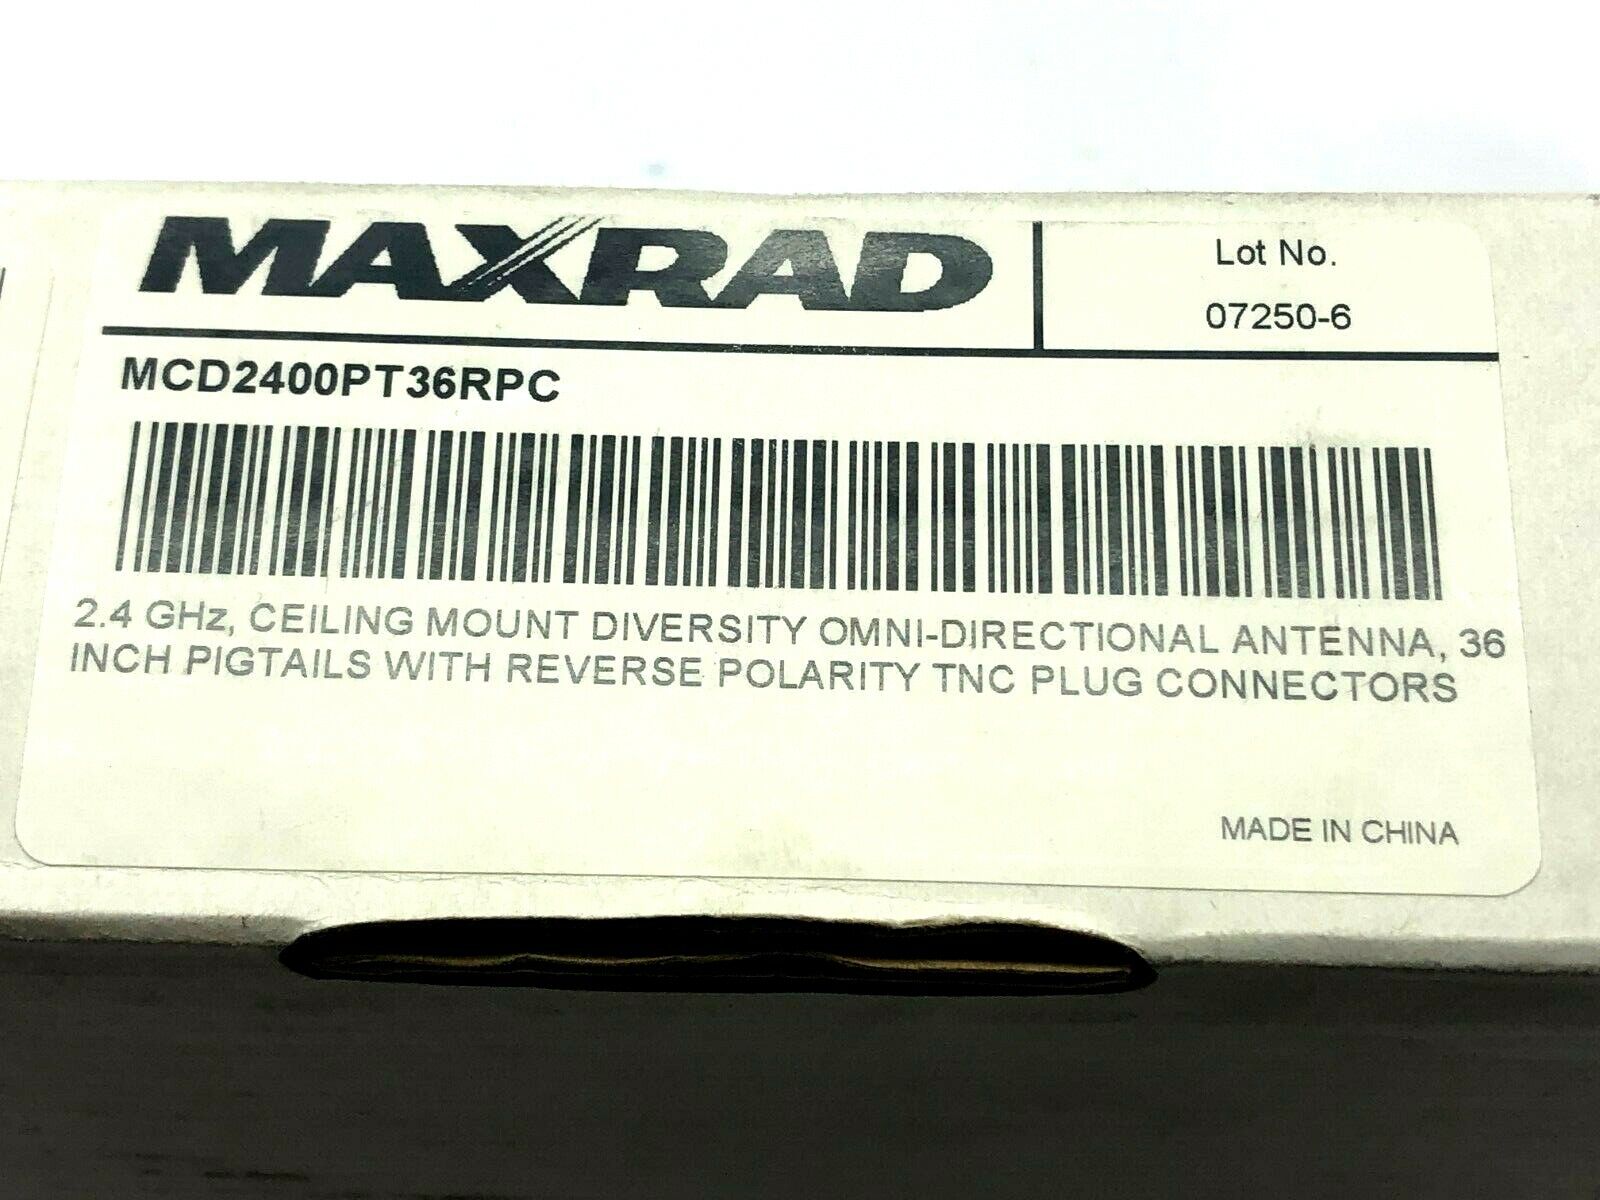 MAXRAD
Lot No.
07250-6
MCD2400PT36RPC
2.4 GHz, CEILING MOUNT DIVERSITY OMNI-DIRECTIONAL ANTENNA, 36
INCH PIGTAILS WITH REVERSE POLARITY TNC PLUG CONNECTORS
MADE IN CHINA